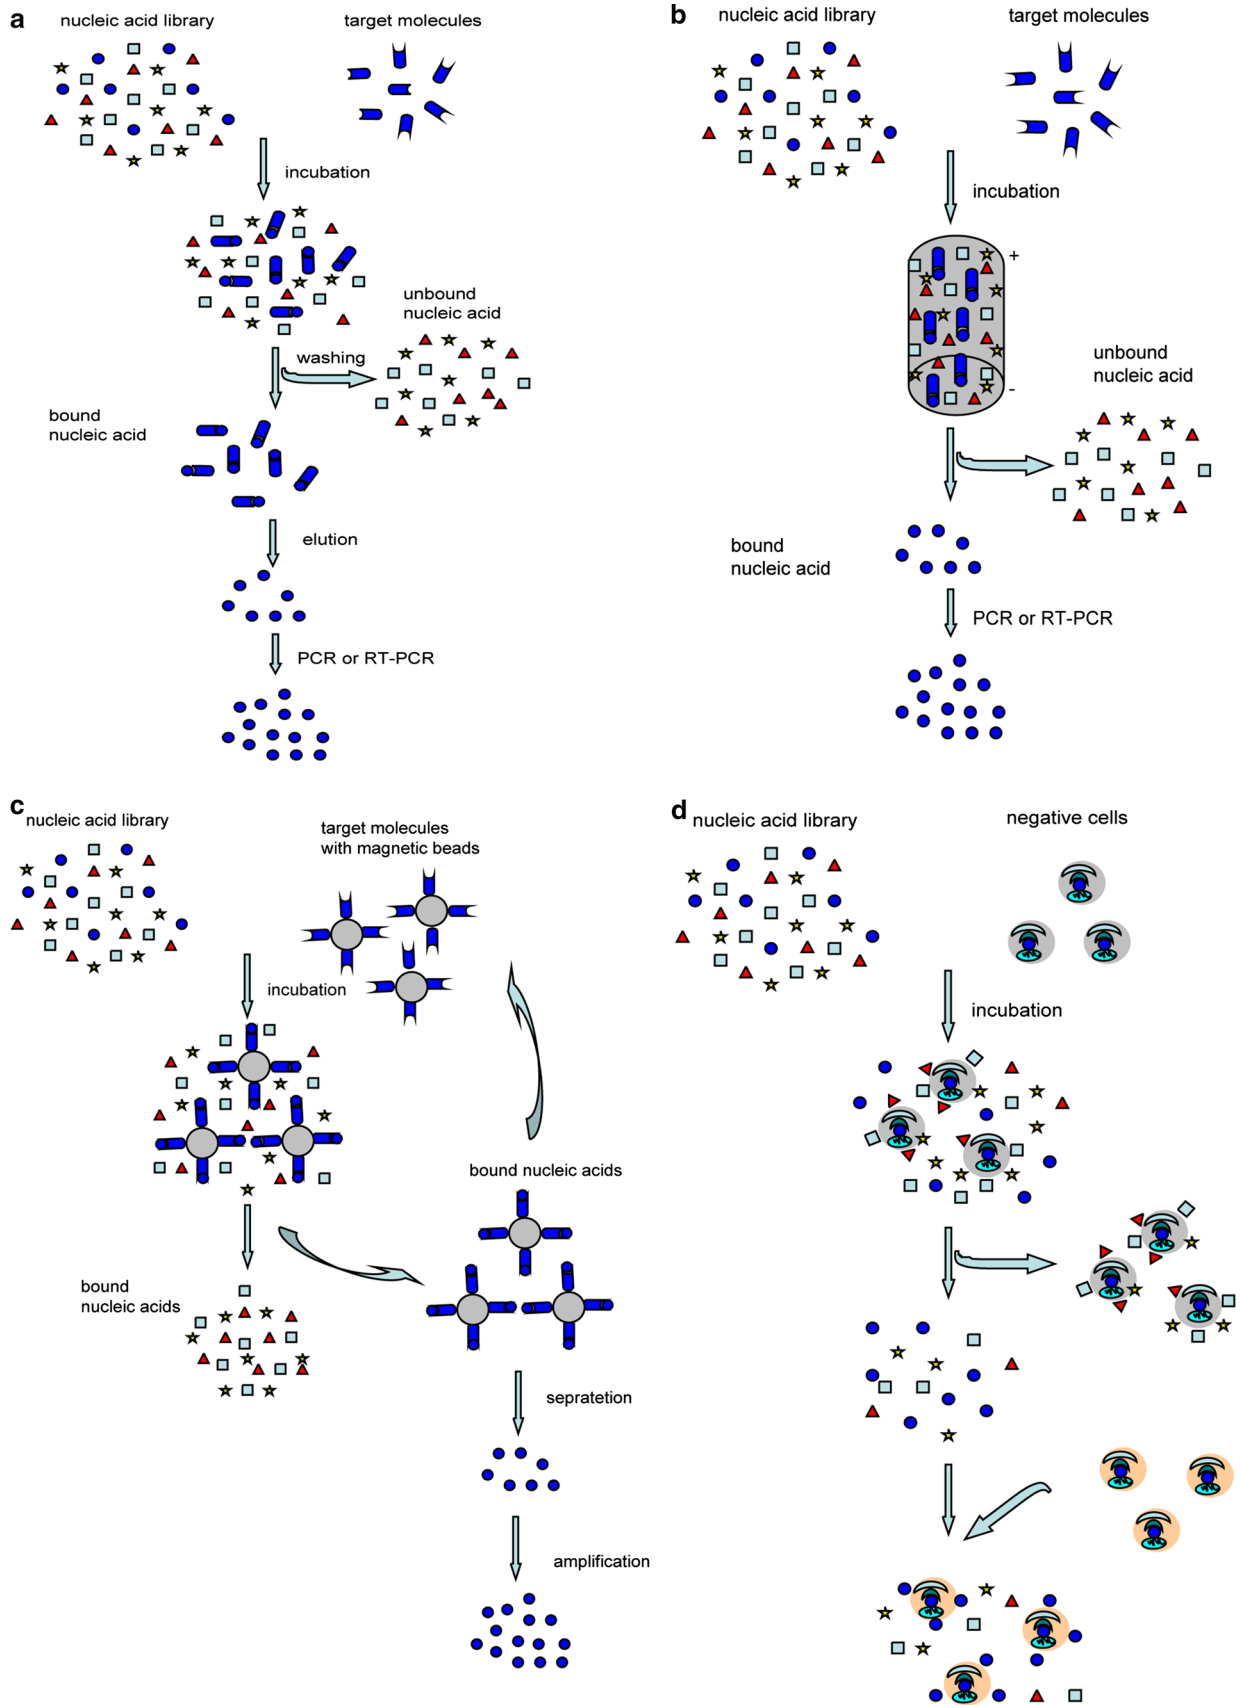 a
nucleic acid library
target molecules
incubation
unbound
nucleic acid
washing
bound
nucleic acid
elution
PCR or RT-PCR
b
nucleic acid library
target molecules
incubation
+
-
unbound
nucleic acid
bound
nucleic acid
PCR or RT-PCR
c
nucleic acid library
target molecules
with magnetic beads
incubation
bound nucleic acids
bound
nucleic acids
sepratetion
amplification
d
nucleic acid library
negative cells
incubation